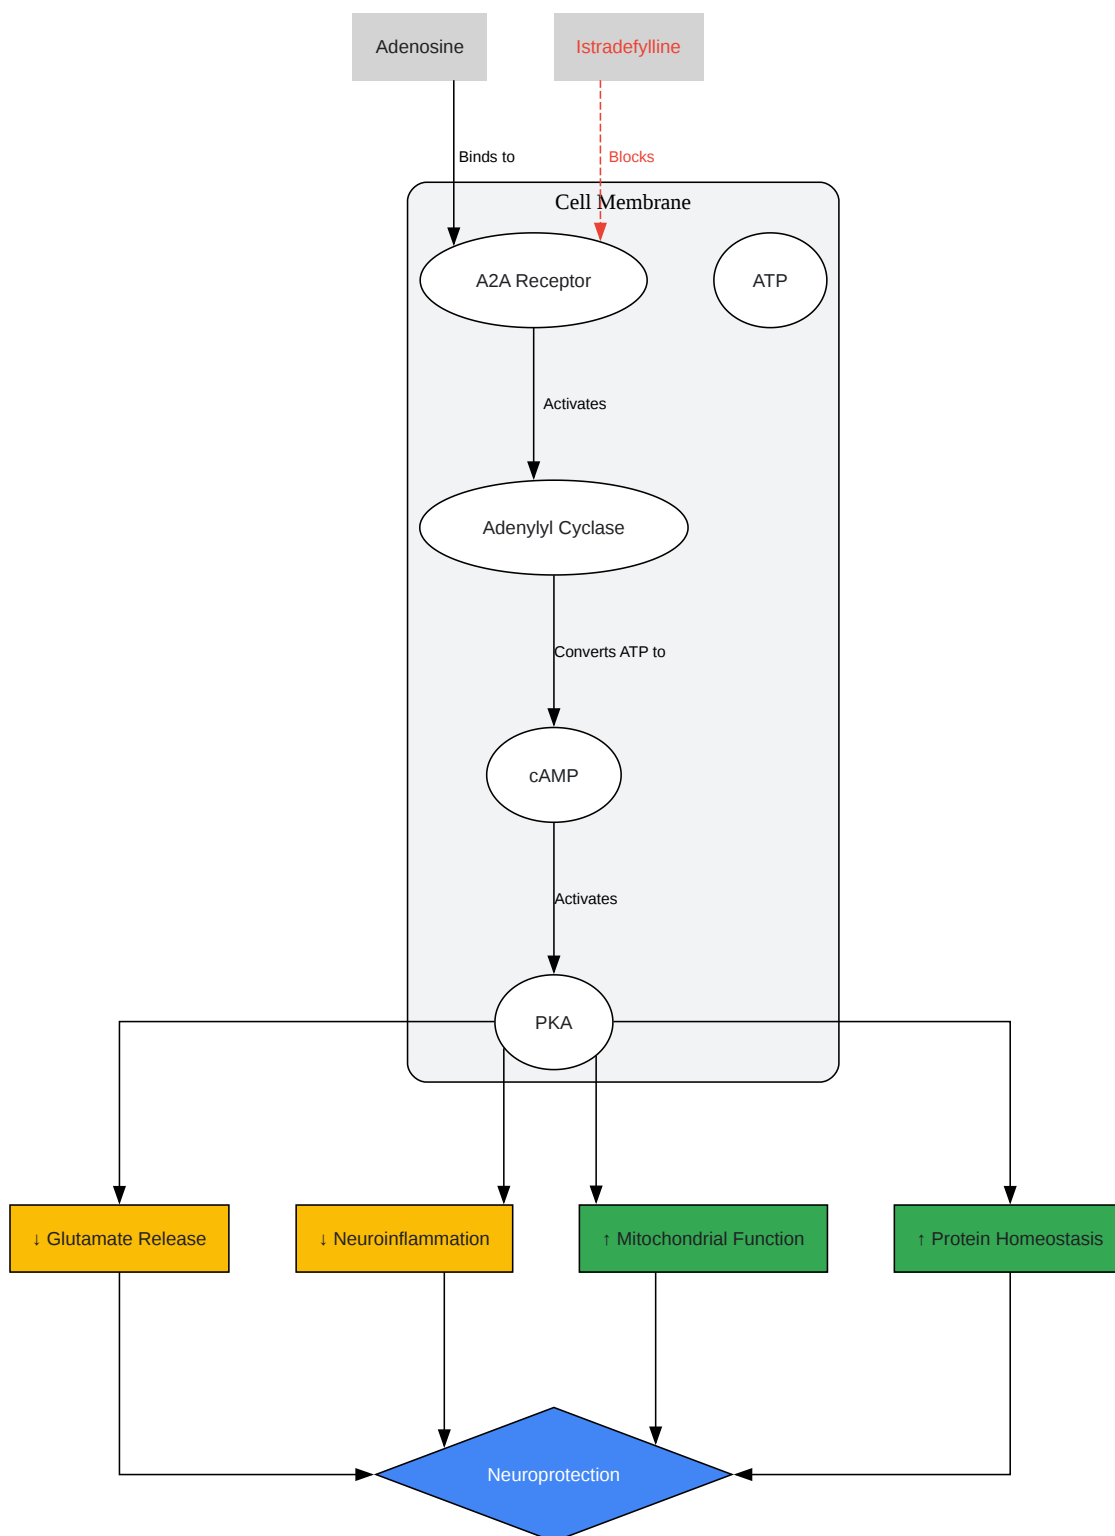 Adenosine
Istradefylline
Binds to
Blocks
Cell Membrane
A2A Receptor
ATP
Activates
Adenylyl Cyclase
Converts ATP to
cAMP
Activates
PKA
↓ Glutamate Release
↓ Neuroinflammation
↑ Mitochondrial Function
↑ Protein Homeostasis
Neuroprotection